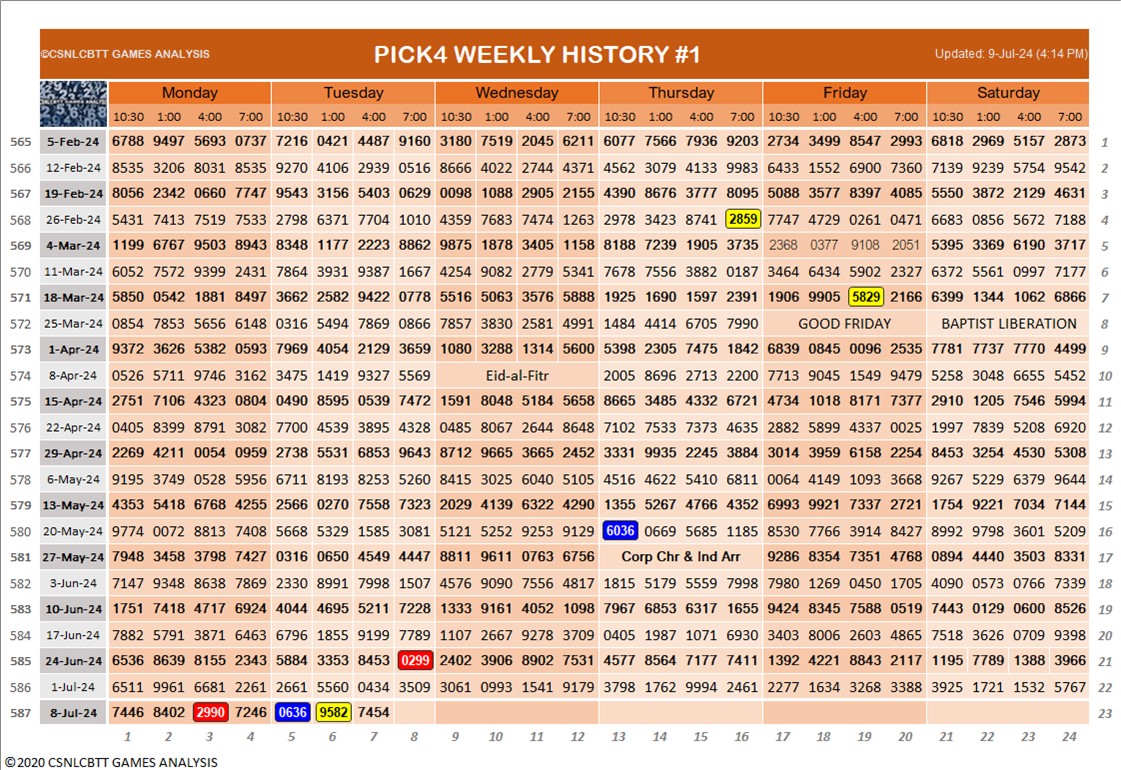 ©CSNLCBTT GAMES ANALYSIS PICK4 WEEKLY HISTORY #1 Updated: 9-Jul-24 (4:14 PM)
Monday Tuesday Wednesday Thursday Friday Saturday
10:30 1:00 4:00 7:00 10:30 1:00 4:00 7:00 10:30 1:00 4:00 7:00 10:30 1:00 4:00 7:00 10:30 1:00 4:00 7:00 10:30 1:00 4:00 7:00
565 5-Feb-24 6788 9497 5693 0737 7216 0421 4487 9160 3180 7519 2045 6211 6077 7566 7936 9203 2734 3499 8547 2993 6818 2969 5157 2873 1
566 12-Feb-24 8535 3206 8031 8535 9270 4106 2939 0516 8666 4022 2744 4371 4562 3079 4133 9983 6433 1552 6900 7360 7139 9239 5754 9542 2
567 19-Feb-24 8056 2342 0660 7747 9543 3156 5403 0629 0098 1088 2905 2155 4390 8676 3777 8095 5088 3577 8397 4085 5550 3872 2129 4631 3
568 26-Feb-24 5431 7413 7519 7533 2798 6371 7704 1010 4359 7683 7474 1263 2978 3423 8741 2859 7747 4729 0261 0471 6683 0856 5672 7188 4
569 4-Mar-24 1199 6767 9503 8943 8348 1177 2223 8862 9875 1878 3405 1158 8188 7239 1905 3735 2368 0377 9108 2051 5395 3369 6190 3717 5
570 11-Mar-24 6052 7572 9399 2431 7864 3931 9387 1667 4254 9082 2779 5341 7678 7556 3882 0187 3464 6434 5902 2327 6372 5561 0997 7177 6
571 18-Mar-24 5850 0542 1881 8497 3662 2582 9422 0778 5516 5063 3576 5888 1925 1690 1597 2391 1906 9905 5829 2166 6399 1344 1062 6866 7
572 25-Mar-24 0854 7853 5656 6148 0316 5494 7869 0866 7857 3830 2581 4991 1484 4414 6705 7990 GOOD FRIDAY BAPTIST LIBERATION 8
573 1-Apr-24 9372 3626 5382 0593 7969 4054 2129 3659 1080 3288 1314 5600 5398 2305 7475 1842 6839 0845 0096 2535 7781 7737 7770 4499 9
574 8-Apr-24 0526 5711 9746 3162 3475 1419 9327 5569 Eid-al-Fitr 2005 8696 2713 2200 7713 9045 1549 9479 5258 3048 6655 5452 10
575 15-Apr-24 2751 7106 4323 0804 0490 8595 0539 7472 1591 8048 5184 5658 8665 3485 4332 6721 4734 1018 8171 7377 2910 1205 7546 5994 11
576 22-Apr-24 0405 8399 8791 3082 7700 4539 3895 4328 0485 8067 2644 8648 7102 7533 7373 4635 2882 5899 4337 0025 1997 7839 5208 6920 12
577 29-Apr-24 2269 4211 0054 0959 2738 5531 6853 9643 8712 9665 3665 2452 3331 9935 2245 3884 3014 3959 6158 2254 8453 3254 4530 5308 13
578 6-May-24 9195 3749 0528 5956 6711 8193 8253 5260 8415 3025 6040 5105 4516 4622 5410 6811 0064 4149 1093 3668 9267 5229 6379 9644 14
579 13-May-24 4353 5418 6768 4255 2566 0270 7558 7323 2029 4139 6322 4290 1355 5267 4766 4352 6993 9921 7337 2721 1754 9221 7034 7144 15
580 20-May-24 9774 0072 8813 7408 5668 5329 1585 3081 5121 5252 9253 9129 6036 0669 5685 1185 8530 7766 3914 8427 8992 9798 3601 5209 16
581 27-May-24 7948 3458 3798 7427 0316 0650 4549 4447 8811 9611 0763 6756 Corp Chr & Ind Arr 9286 8354 7351 4768 0894 4440 3503 8331 17
582 3-Jun-24 7147 9348 8638 7869 2330 8991 7998 1507 4576 9090 7556 4817 1815 5179 5559 7998 7980 1269 0450 1705 4090 0573 0766 7339 18
583 10-Jun-24 1751 7418 4717 6924 4044 4695 5211 7228 1333 9161 4052 1098 7967 6853 6317 1655 9424 8345 7588 0519 7443 0129 0600 8526 19
584 17-Jun-24 7882 5791 3871 6463 6796 1855 9199 7789 1107 2667 9278 3709 0405 1987 1071 6930 3403 8006 2603 4865 7518 3626 0709 9398 20
585 24-Jun-24 6536 8639 8155 2343 5884 3353 8453 0299 2402 3906 8902 7531 4577 8564 7177 7411 1392 4221 8843 2117 1195 7789 1388 3966 21
586 1-Jul-24 6511 9961 6681 2261 2661 5560 0434 3509 3061 0993 1541 9179 3798 1762 9994 2461 2277 1634 3268 3388 3925 1721 1532 5767 22
587 8-Jul-24 7446 8402 2990 7246 0636 9582 7454 23
1 2 3 4 5 6 7 8 9 10 11 12 13 14 15 16 17 18 19 20 21 22 23 24
©2020 CSNLCBTT GAMES ANALYSIS